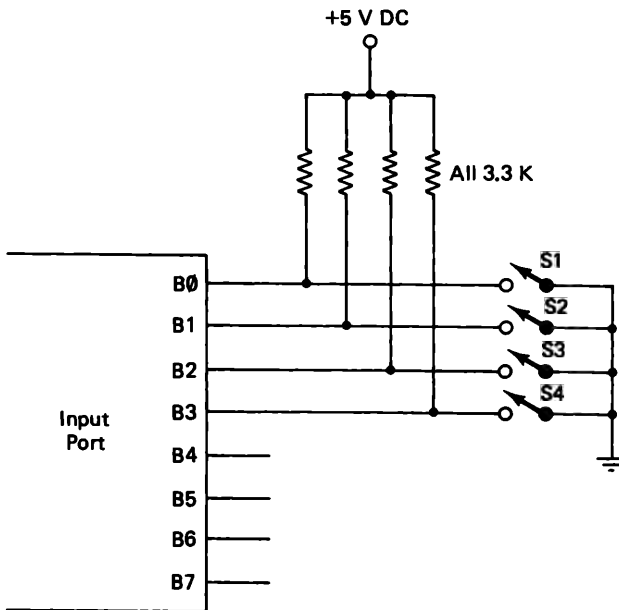 +5 V DC
All 3.3 K
S1
S2
S3
S4
BØ
B1
B2
B3
B4
B5
B6
B7
Input
Port